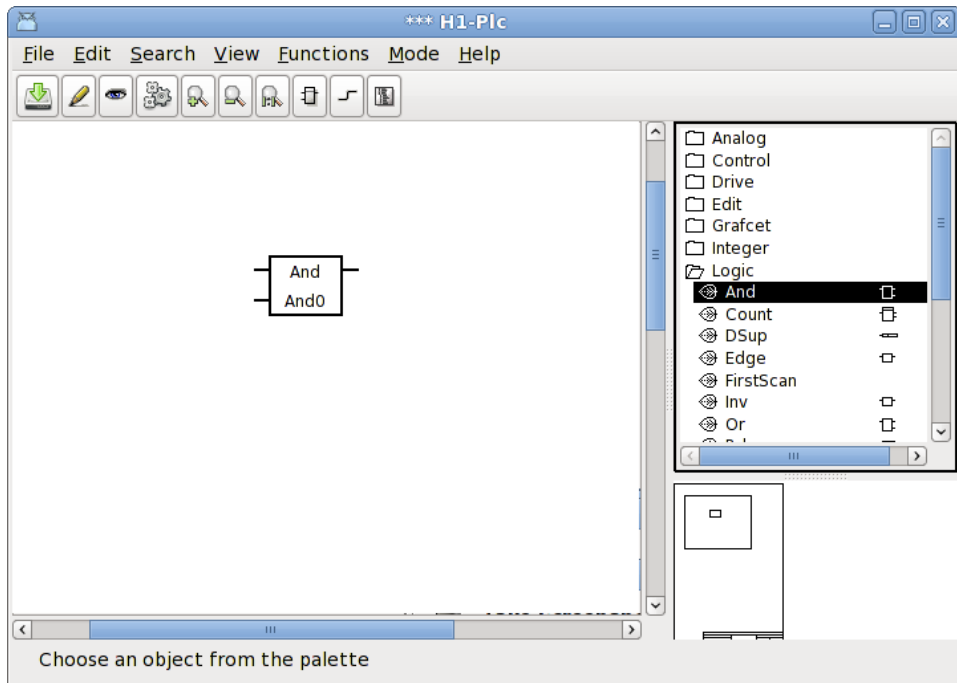 *** H1-Plc
File Edit Search View Functions Mode Help
And
And0
Analog
Control
Drive
Edit
Grafcet
Integer
Logic
And
Count
DSup
Edge
FirstScan
Inv
Or
Choose an object from the palette